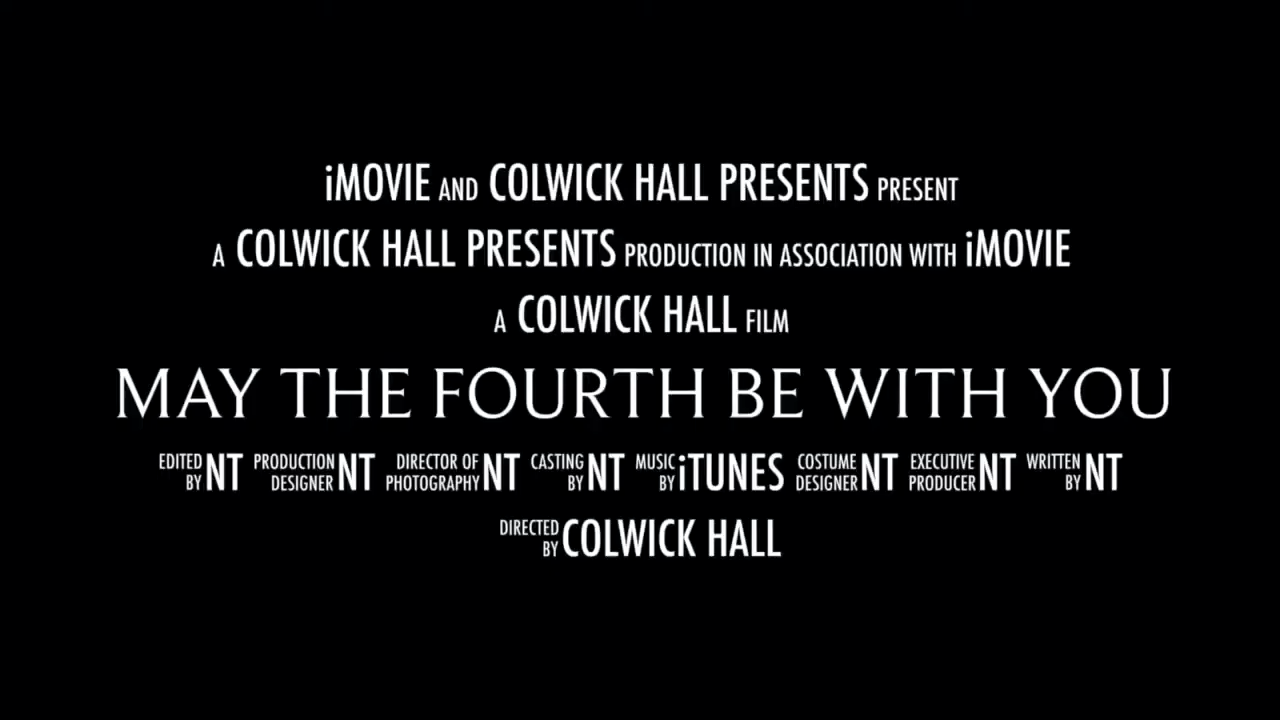 iMOVIE AND COLWICK HALL PRESENTS PRESENT
A COLWICK HALL PRESENTS PRODUCTION IN ASSOCIATION WITH iMOVIE
A COLWICK HALL FILM
MAY THE FOURTH BE WITH YOU
EDITED BY NT PRODUCTION DESIGNER NT DIRECTOR OF PHOTOGRAPHY NT CASTING BY NT MUSIC BY iTUNES COSTUME DESIGNER NT EXECUTIVE PRODUCER NT WRITTEN BY NT
DIRECTED BY COLWICK HALL